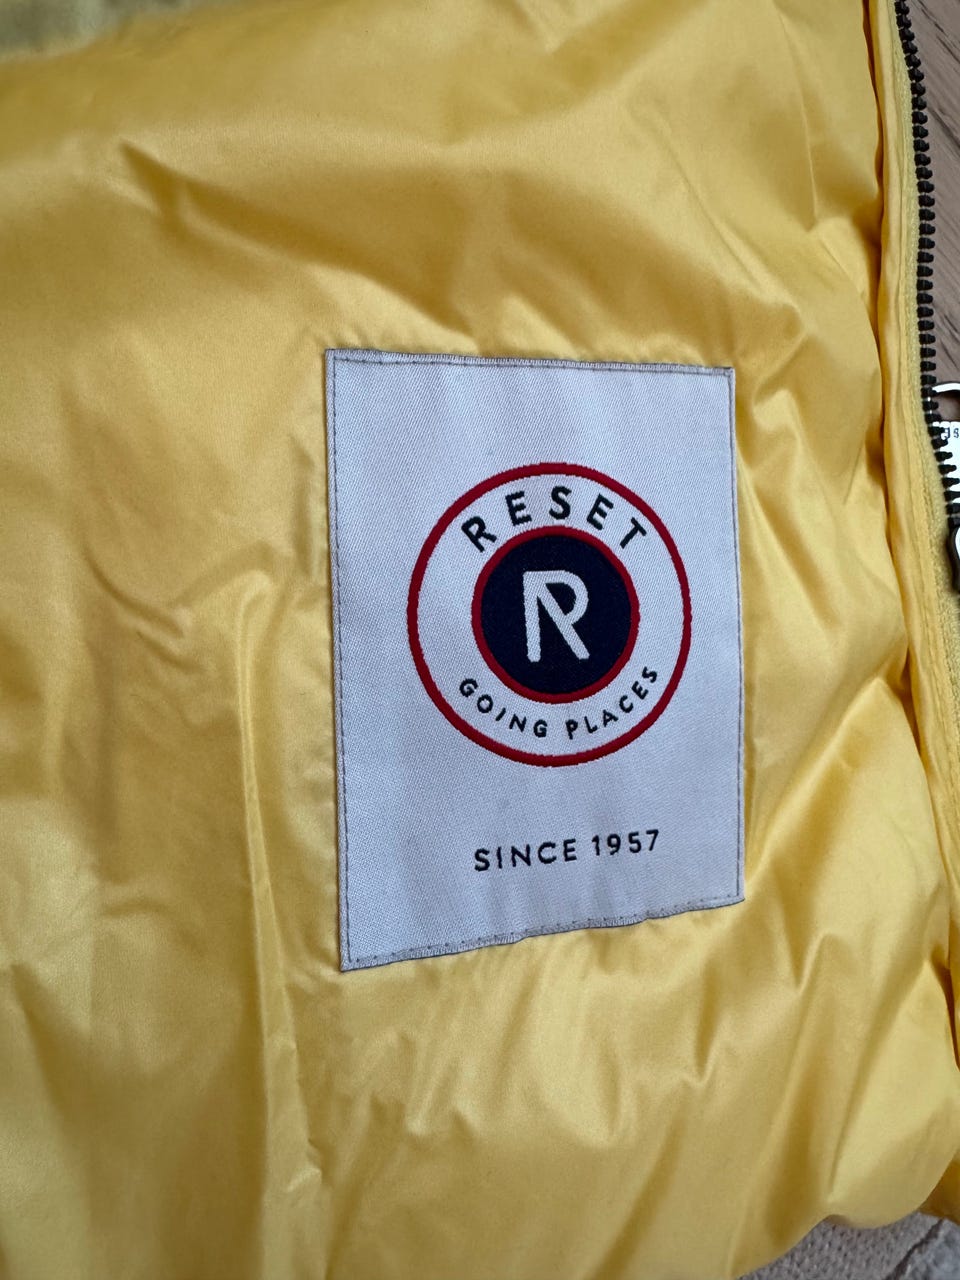 RESET
R
GOING PLACES
SINCE 1957